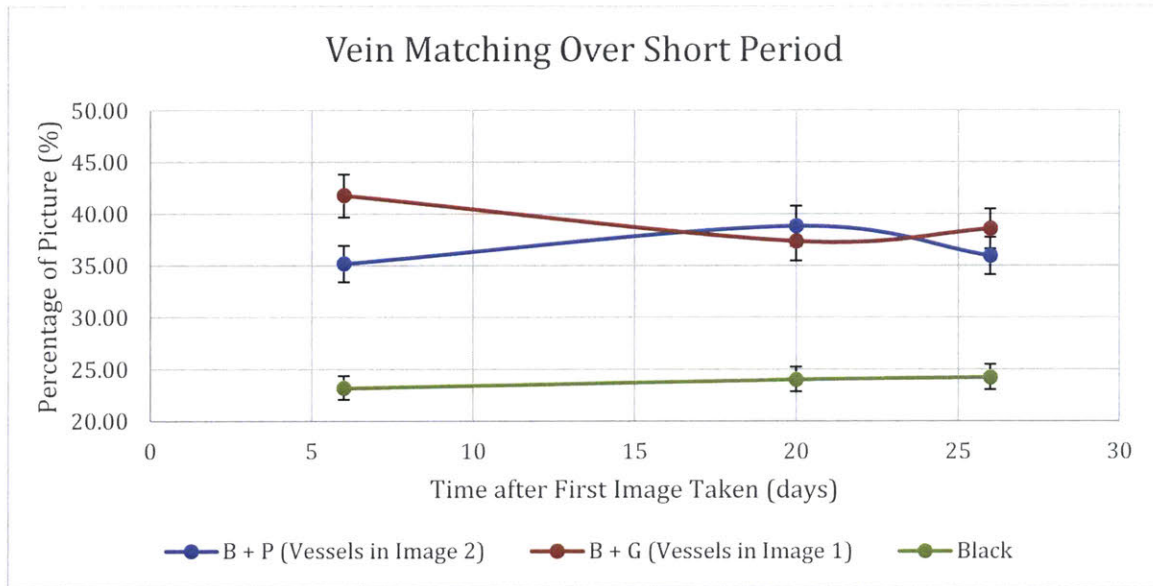 Vein Matching Over Short Period
Percentage of Picture (%)
50.00
45.00
40.00
35.00
30.00
25.00
20.00
0 5 10 15 20 25 30
Time after First Image Taken (days)
B + P (Vessels in Image 2) B + G (Vessels in Image 1) Black